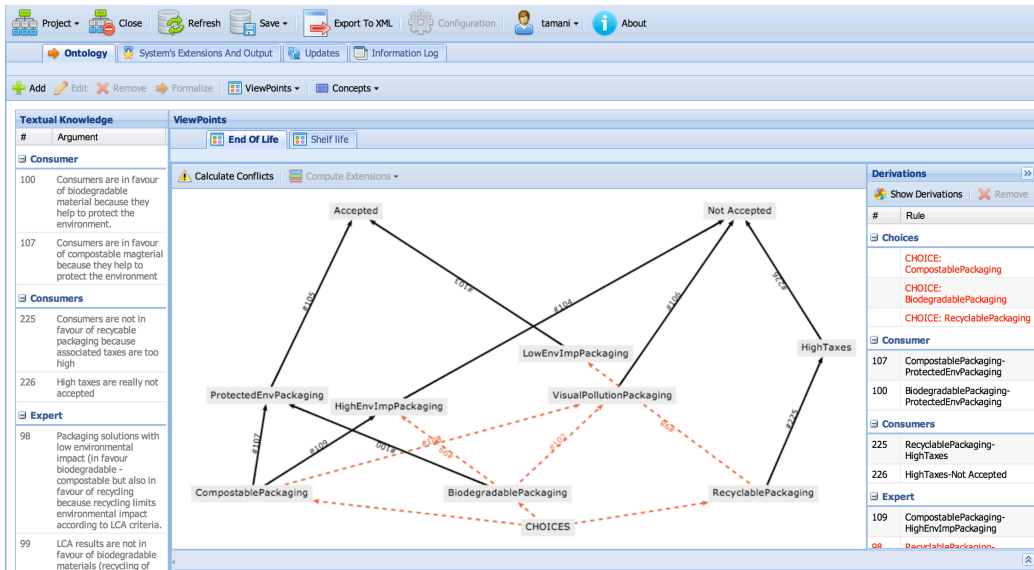 Project Close Refresh Save Export To XML Configuration tamani About
Ontology System's Extensions And Output Updates Information Log
Add Edit Remove Formalize ViewPoints Concepts
Textual Knowledge
# Argument
Consumer
100 Consumers are in favour
of biodegradable
material because they
help to protect the
environment.
107 Consumers are in favour
of compostable magterial
because they help to
protect the environment
Consumers
225 Consumers are not in
favour of recycable
packaging because
associated taxes are too
high
226 High taxes are really not
accepted
Expert
98 Packaging solutions with
low environmental
impact (in favour
biodegradable -
compostable but also in
favour of recycling
because recycling limits
environmental impact
according to LCA criteria.
99 LCA results are not in
favour of biodegradable
materials (recycling of
ViewPoints
End Of Life Shelf life
Calculate Conflicts Compute Extensions
Accepted Not Accepted
#105 #103 #104 #106 #226
LowEnvImpPackaging HighTaxes
ProtectedEnvPackaging HighEnvImpPackaging VisualPollutionPackaging
#107 #109 #100 #108 #99 #102 #98 #225
CompostablePackaging BiodegradablePackaging RecyclablePackaging
CHOICES
Derivations
Show Derivations Remove
# Rule
Choices
CHOICE:
CompostablePackaging
CHOICE:
BiodegradablePackaging
CHOICE: RecyclablePackaging
Consumer
107 CompostablePackaging-
ProtectedEnvPackaging
100 BiodegradablePackaging-
ProtectedEnvPackaging
Consumers
225 RecyclablePackaging-
HighTaxes
226 HighTaxes-Not Accepted
Expert
109 CompostablePackaging-
HighEnvImpPackaging
98 RecyclablePackaging-